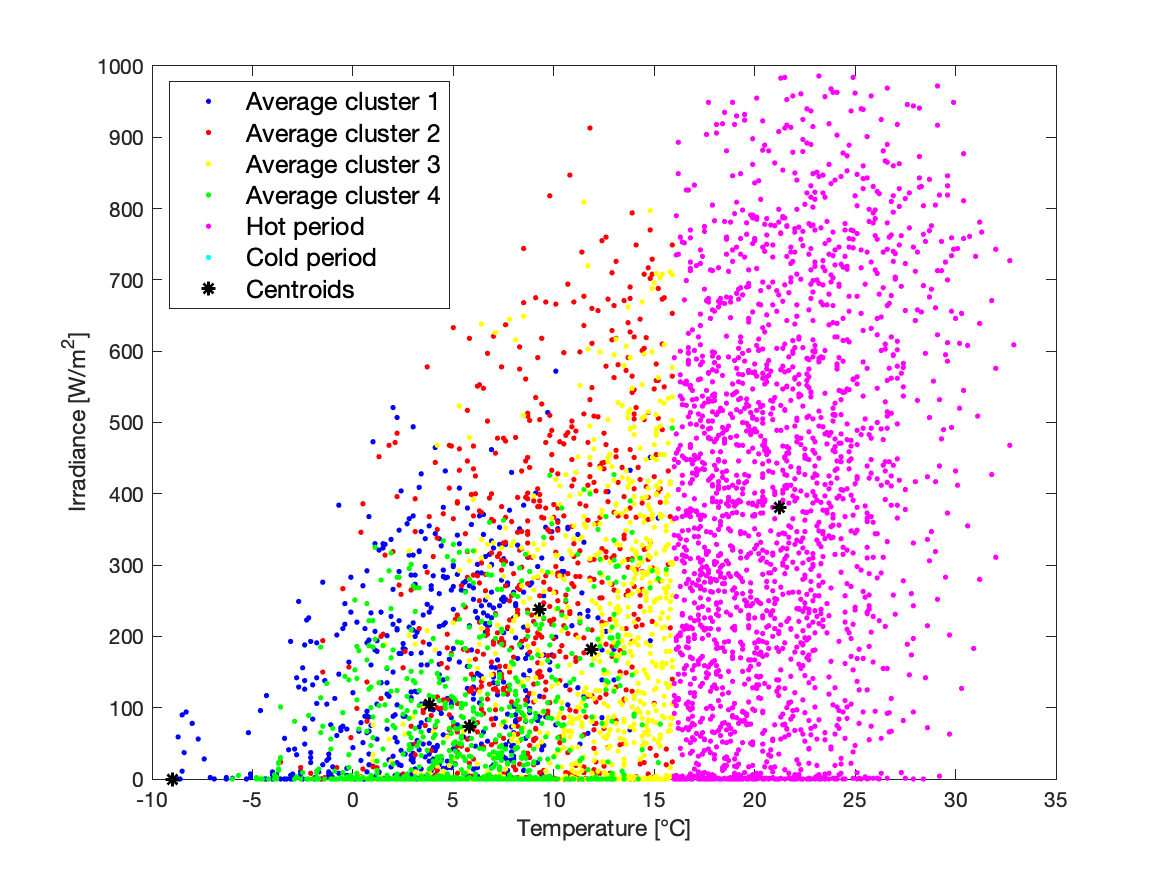 1000
900
800
700
600
500
400
300
200
100
0
Irradiance [W/m²]
Average cluster 1
Average cluster 2
Average cluster 3
Average cluster 4
Hot period
Cold period
Centroids
-10 -5 0 5 10 15 20 25 30 35
Temperature [°C]